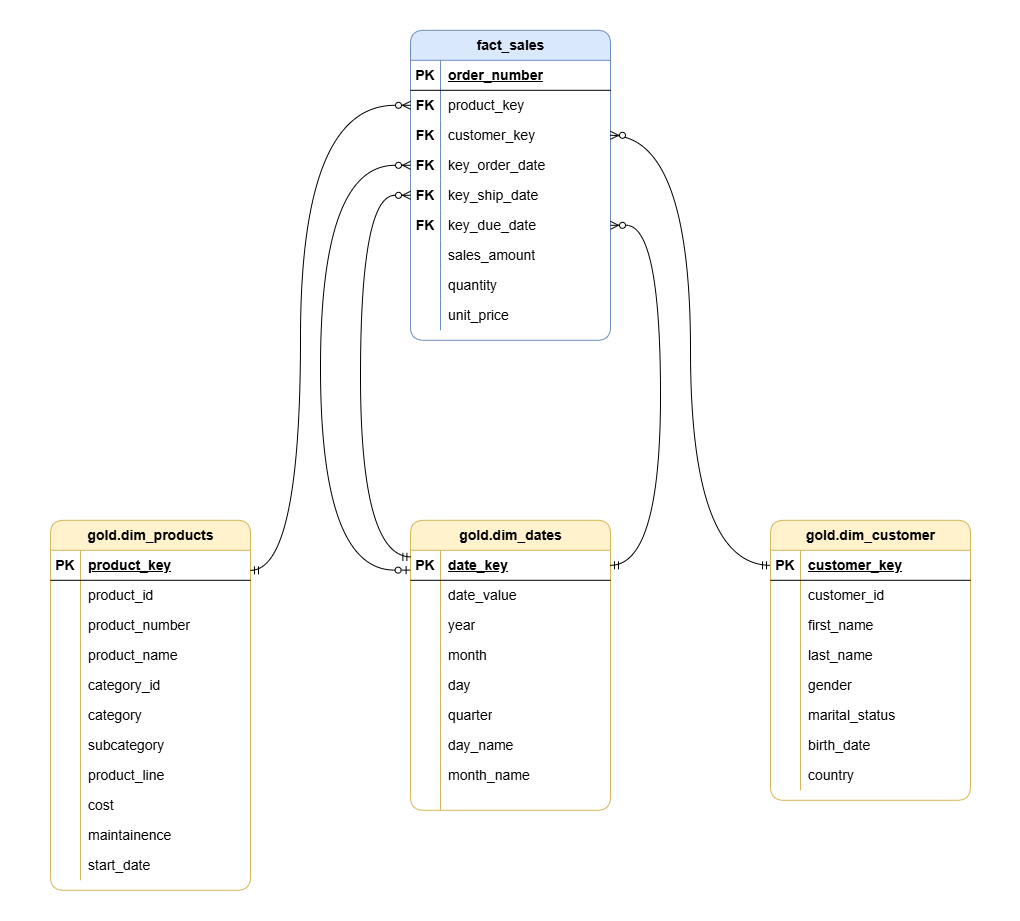 fact_sales
PK order_number
FK product_key
FK customer_key
FK key_order_date
FK key_ship_date
FK key_due_date
sales_amount
quantity
unit_price
gold.dim_products
PK product_key
product_id
product_number
product_name
category_id
category
subcategory
product_line
cost
maintainence
start_date
gold.dim_dates
PK date_key
date_value
year
month
day
quarter
day_name
month_name
gold.dim_customer
PK customer_key
customer_id
first_name
last_name
gender
marital_status
birth_date
country